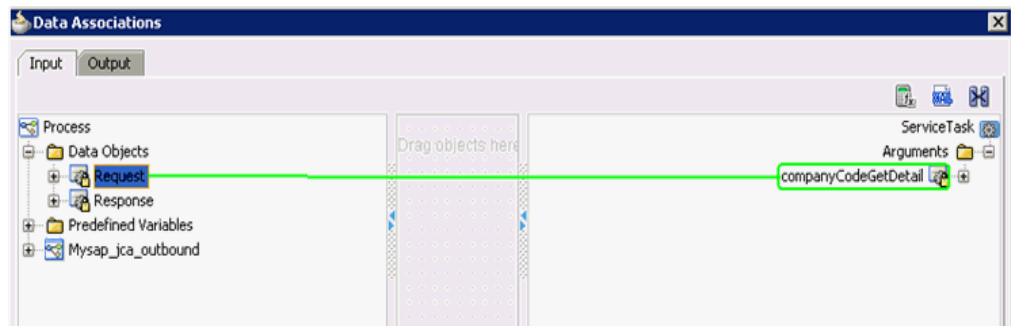 Data Associations
Input Output
Process
Data Objects
Request
Response
Predefined Variables
Mysap_jca_outbound
Drag objects here
ServiceTask
Arguments
companyCodeGetDetail